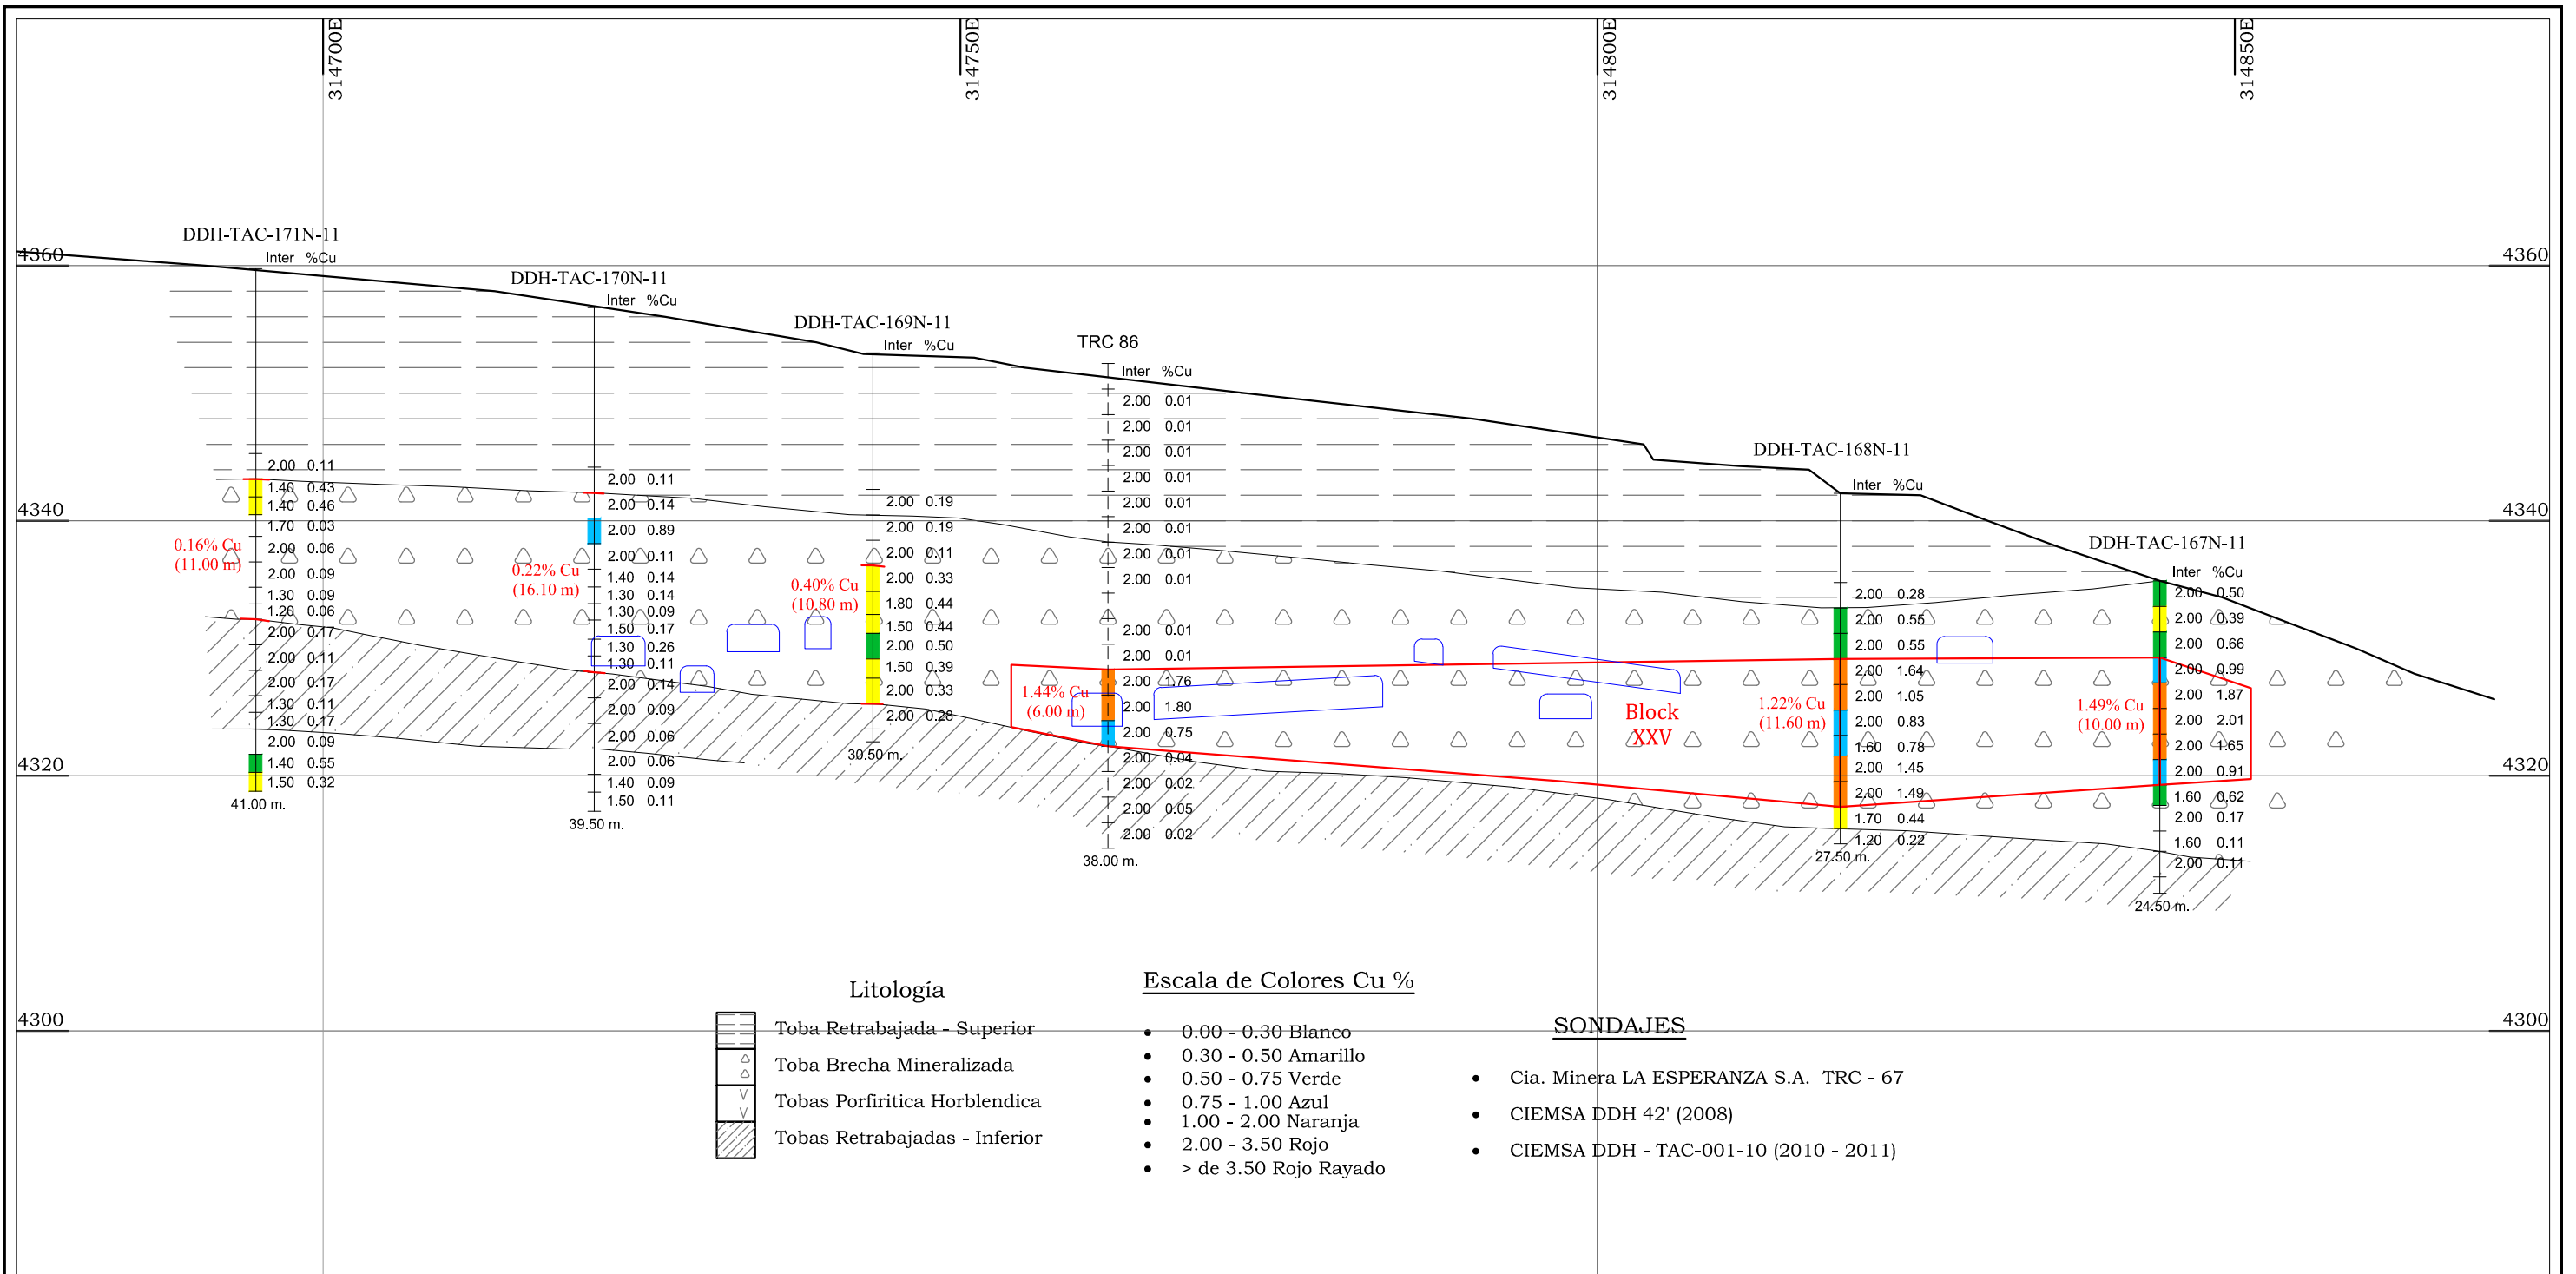 314700E
314750E
314800E
314850E
4360
4360
4340
4340
4320
4320
4300
4300
DDH-TAC-171N-11
Inter %Cu
2.00 0.11
1.40 0.43
1.40 0.46
1.70 0.03
2.00 0.06
2.00 0.09
1.30 0.09
1.20 0.06
2.00 0.17
2.00 0.11
2.00 0.17
1.30 0.11
1.30 0.17
2.00 0.09
1.40 0.55
1.50 0.32
41.00 m.
0.16% Cu
(11.00 m)
DDH-TAC-170N-11
Inter %Cu
2.00 0.11
2.00 0.14
2.00 0.89
2.00 0.11
1.40 0.14
1.30 0.14
1.30 0.09
1.50 0.17
1.30 0.26
1.30 0.11
2.00 0.14
2.00 0.09
2.00 0.06
2.00 0.06
1.40 0.09
1.50 0.11
39.50 m.
0.22% Cu
(16.10 m)
DDH-TAC-169N-11
Inter %Cu
2.00 0.19
2.00 0.19
2.00 0.11
2.00 0.33
1.80 0.44
1.50 0.44
2.00 0.50
1.50 0.39
2.00 0.33
2.00 0.28
30.50 m.
0.40% Cu
(10.80 m)
TRC 86
Inter %Cu
2.00 0.01
2.00 0.01
2.00 0.01
2.00 0.01
2.00 0.01
2.00 0.01
2.00 0.01
2.00 0.01
2.00 0.01
2.00 0.01
2.00 1.76
2.00 1.80
2.00 0.75
2.00 0.04
2.00 0.02
2.00 0.05
2.00 0.02
38.00 m.
1.44% Cu
(6.00 m)
Block
XXV
DDH-TAC-168N-11
Inter %Cu
2.00 0.28
2.00 0.55
2.00 0.55
2.00 1.64
2.00 1.05
2.00 0.83
1.60 0.78
2.00 1.45
2.00 1.49
1.70 0.44
1.20 0.22
27.50 m.
1.22% Cu
(11.60 m)
DDH-TAC-167N-11
Inter %Cu
2.00 0.50
2.00 0.39
2.00 0.66
2.00 0.99
2.00 1.87
2.00 2.01
2.00 1.65
2.00 0.91
1.60 0.62
2.00 0.17
1.60 0.11
2.00 0.11
24.50 m.
1.49% Cu
(10.00 m)
Litología
Toba Retrabajada - Superior
Toba Brecha Mineralizada
Tobas Porfiritica Horblendica
Tobas Retrabajadas - Inferior
Escala de Colores Cu %
• 0.00 - 0.30 Blanco
• 0.30 - 0.50 Amarillo
• 0.50 - 0.75 Verde
• 0.75 - 1.00 Azul
• 1.00 - 2.00 Naranja
• 2.00 - 3.50 Rojo
• > de 3.50 Rojo Rayado
SONDAJES
• Cia. Minera LA ESPERANZA S.A. TRC - 67
• CIEMSA DDH 42' (2008)
• CIEMSA DDH - TAC-001-10 (2010 - 2011)